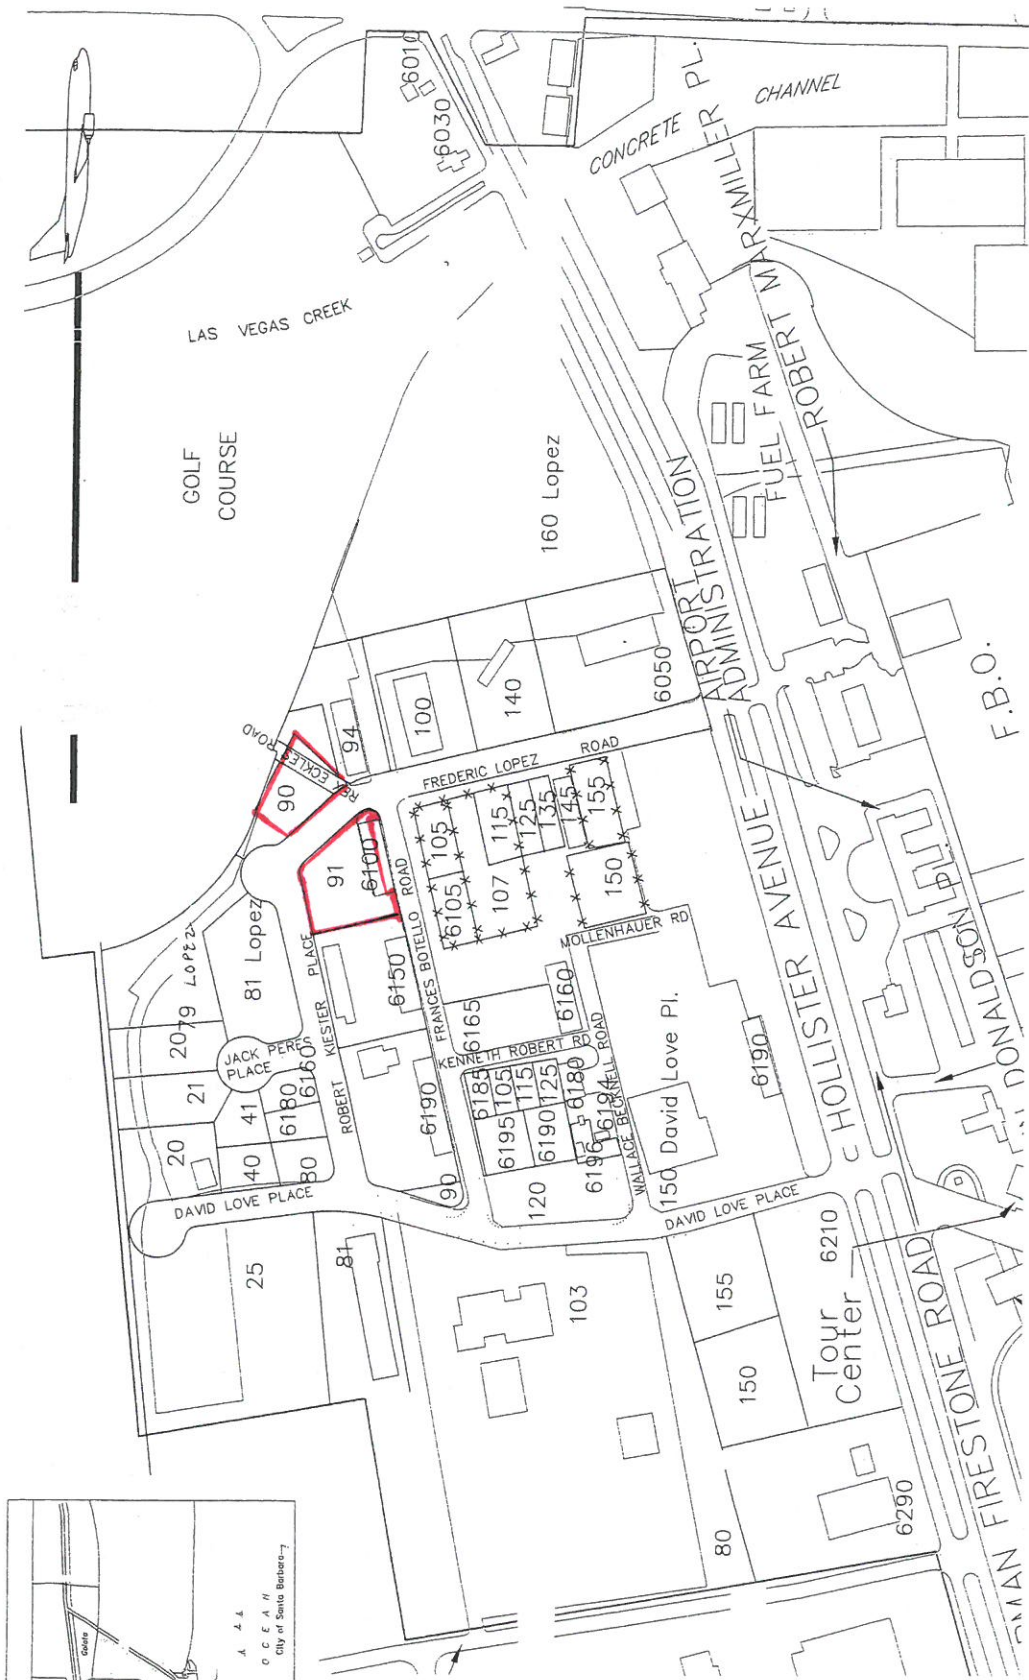 6010
6030
CONCRETE
CHANNEL
LAS VEGAS CREEK
GOLF
COURSE
160 Lopez
FUEL FARM
ROBERT MARXMILLER PL.
AIRPORT
ADMINISTRATION
F.B.O.
REX ECKLES ROAD
90
94
100
140
6050
FREDERIC LOPEZ ROAD
91
6100
FRANCES BOTELLO ROAD
105
6105
107
115
125
135
145
155
150
MOLLENHAUER RD
HOLLISTER AVENUE
81 Lopez
79 LOPEZ
20
21
20
JACK PERES
PLACE
41
40
6180
6160
80
ROBERT KIESTER PLACE
6150
6190
90
6165
6160
KENNETH ROBERT RD
6185
105
115
125
6180
6195
6190
6194
6196
120
WALLACE BECKNELL ROAD
150 David Love Pl.
6190
DAVID LOVE PLACE
DAVID LOVE PLACE
25
81
103
155
150
6210
Tour
Center
80
6290
FIRESTONE ROAD
DONALDSON PL.
Goleta
OCEAN
City of Santa Barbara